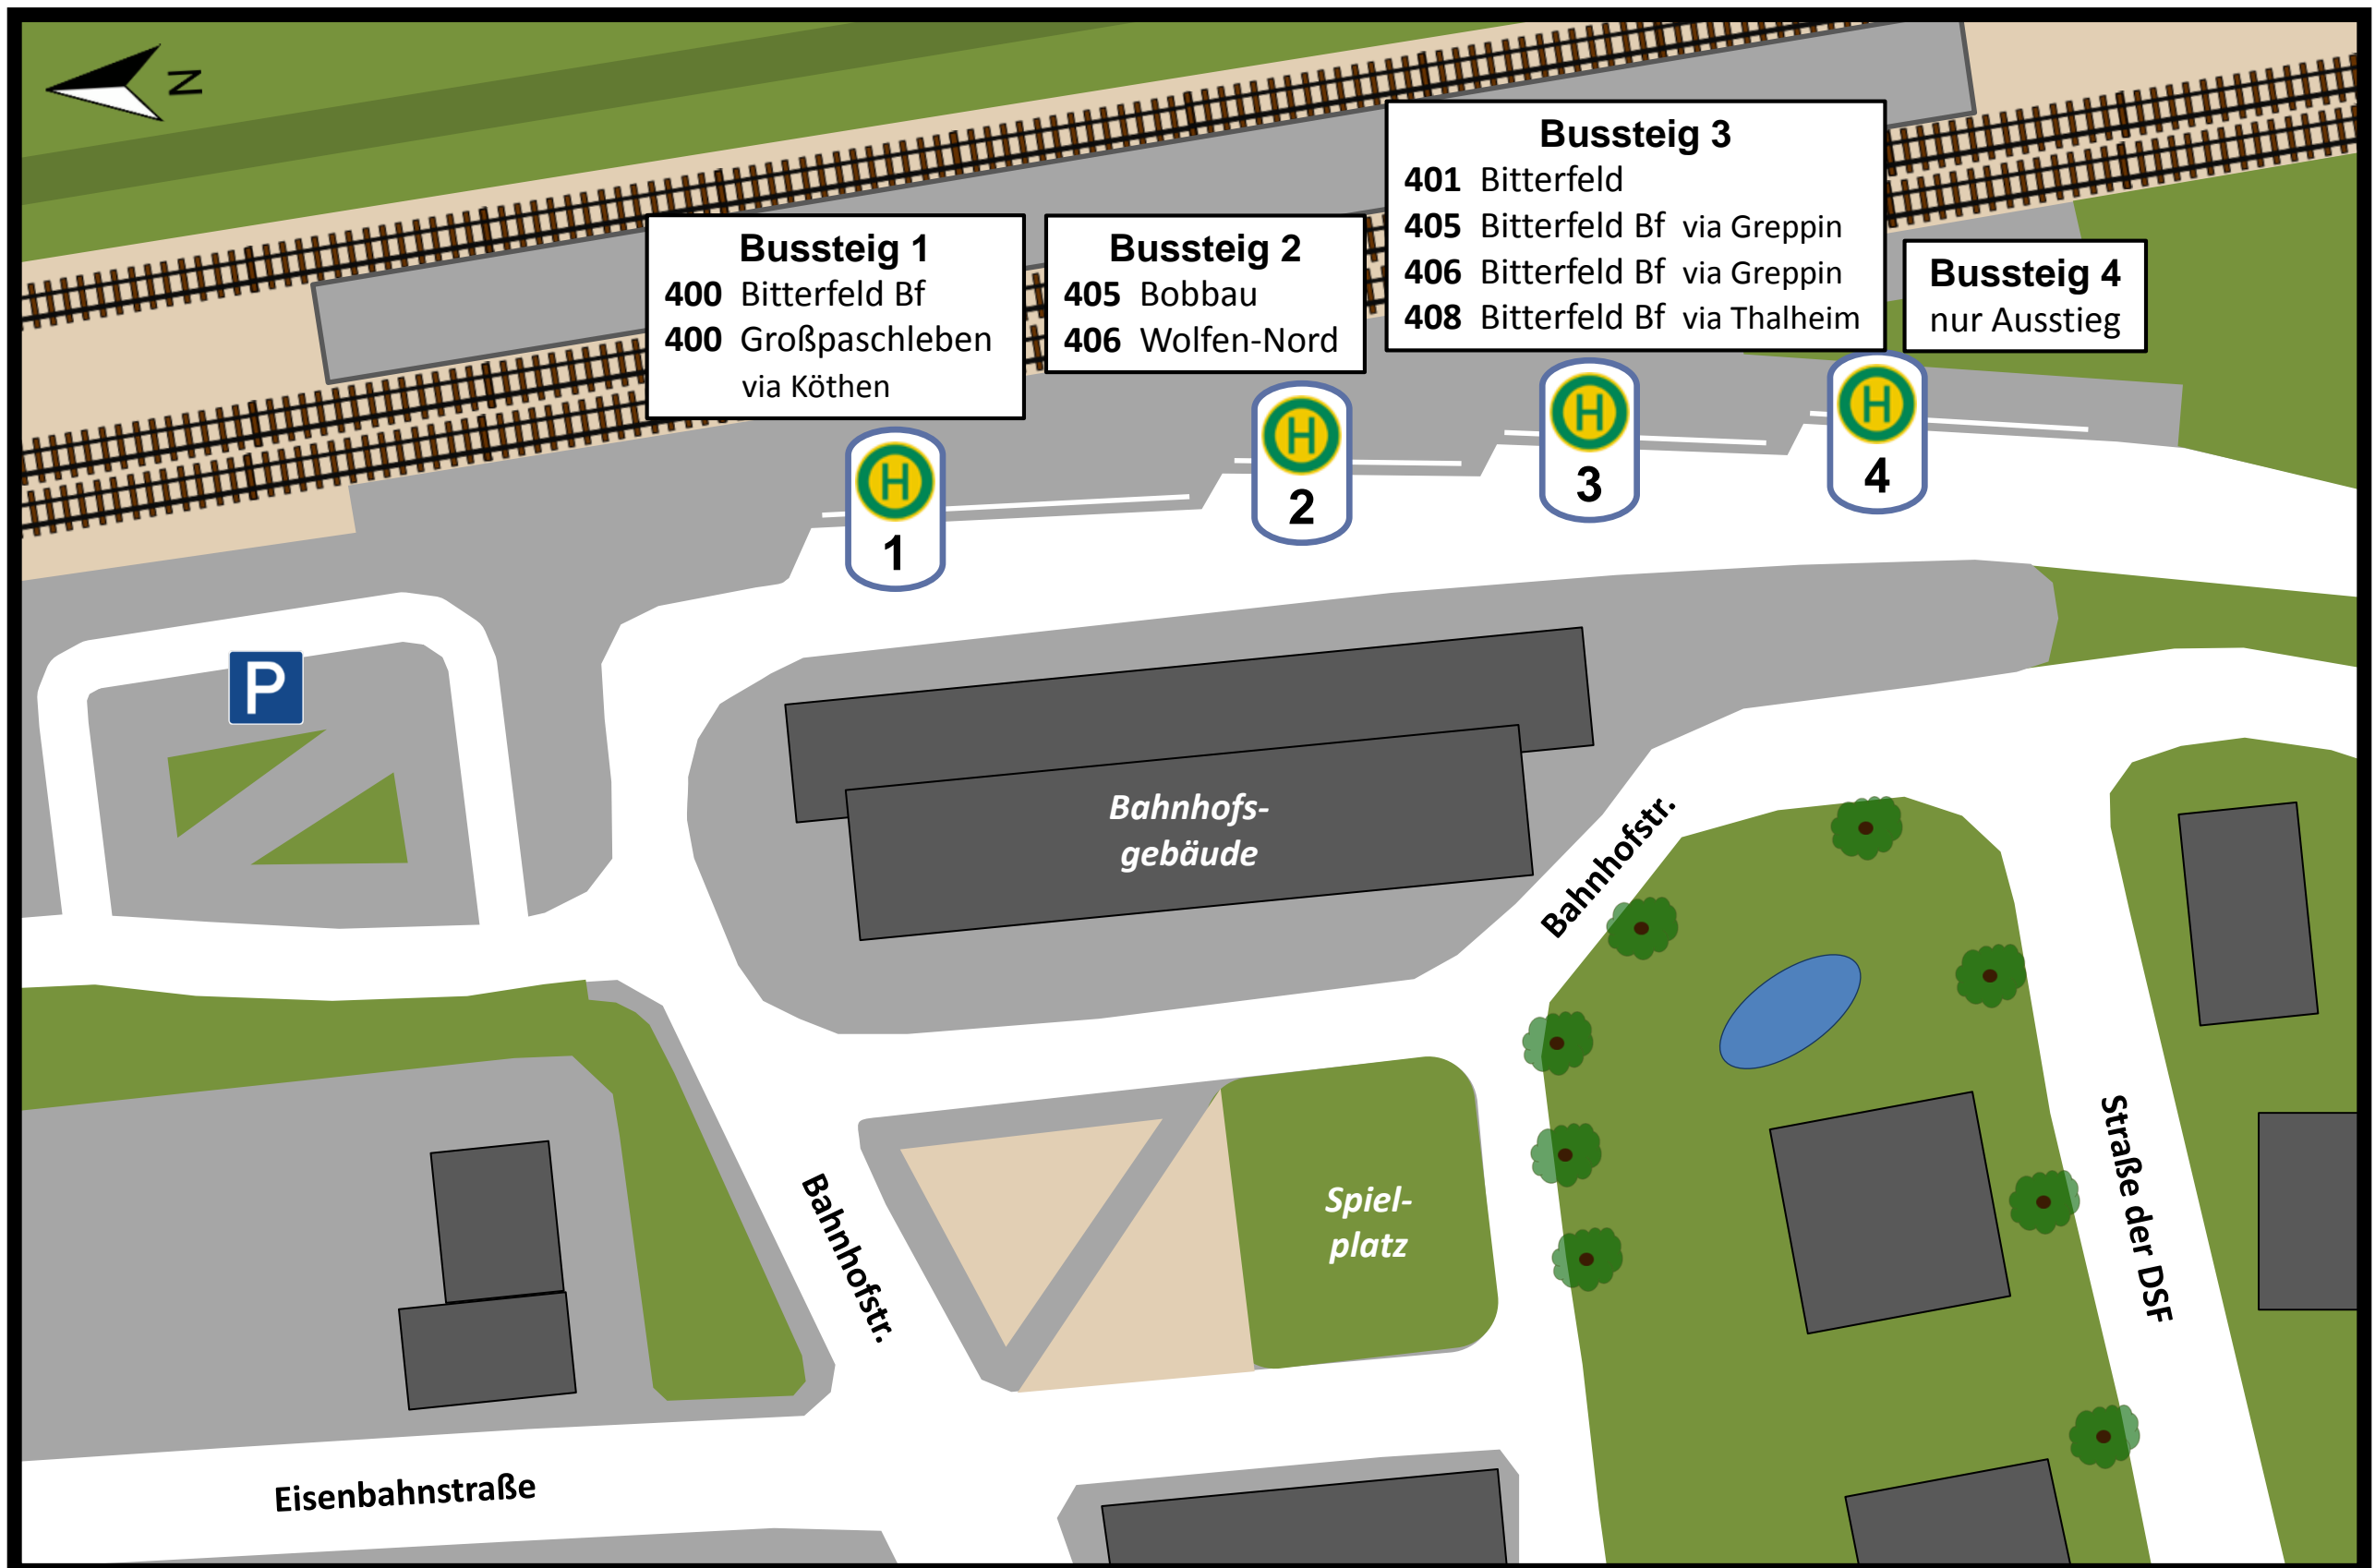 N
Bussteig 1
400 Bitterfeld Bf
400 Großpaschleben
via Köthen
Bussteig 2
405 Bobbau
406 Wolfen-Nord
Bussteig 3
401 Bitterfeld
405 Bitterfeld Bf via Greppin
406 Bitterfeld Bf via Greppin
408 Bitterfeld Bf via Thalheim
Bussteig 4
nur Ausstieg
H
1
H
2
H
3
H
4
P
Bahnhofs-
gebäude
Bahnhofstr.
Bahnhofstr.
Spiel-
platz
Straße der DSF
Eisenbahnstraße